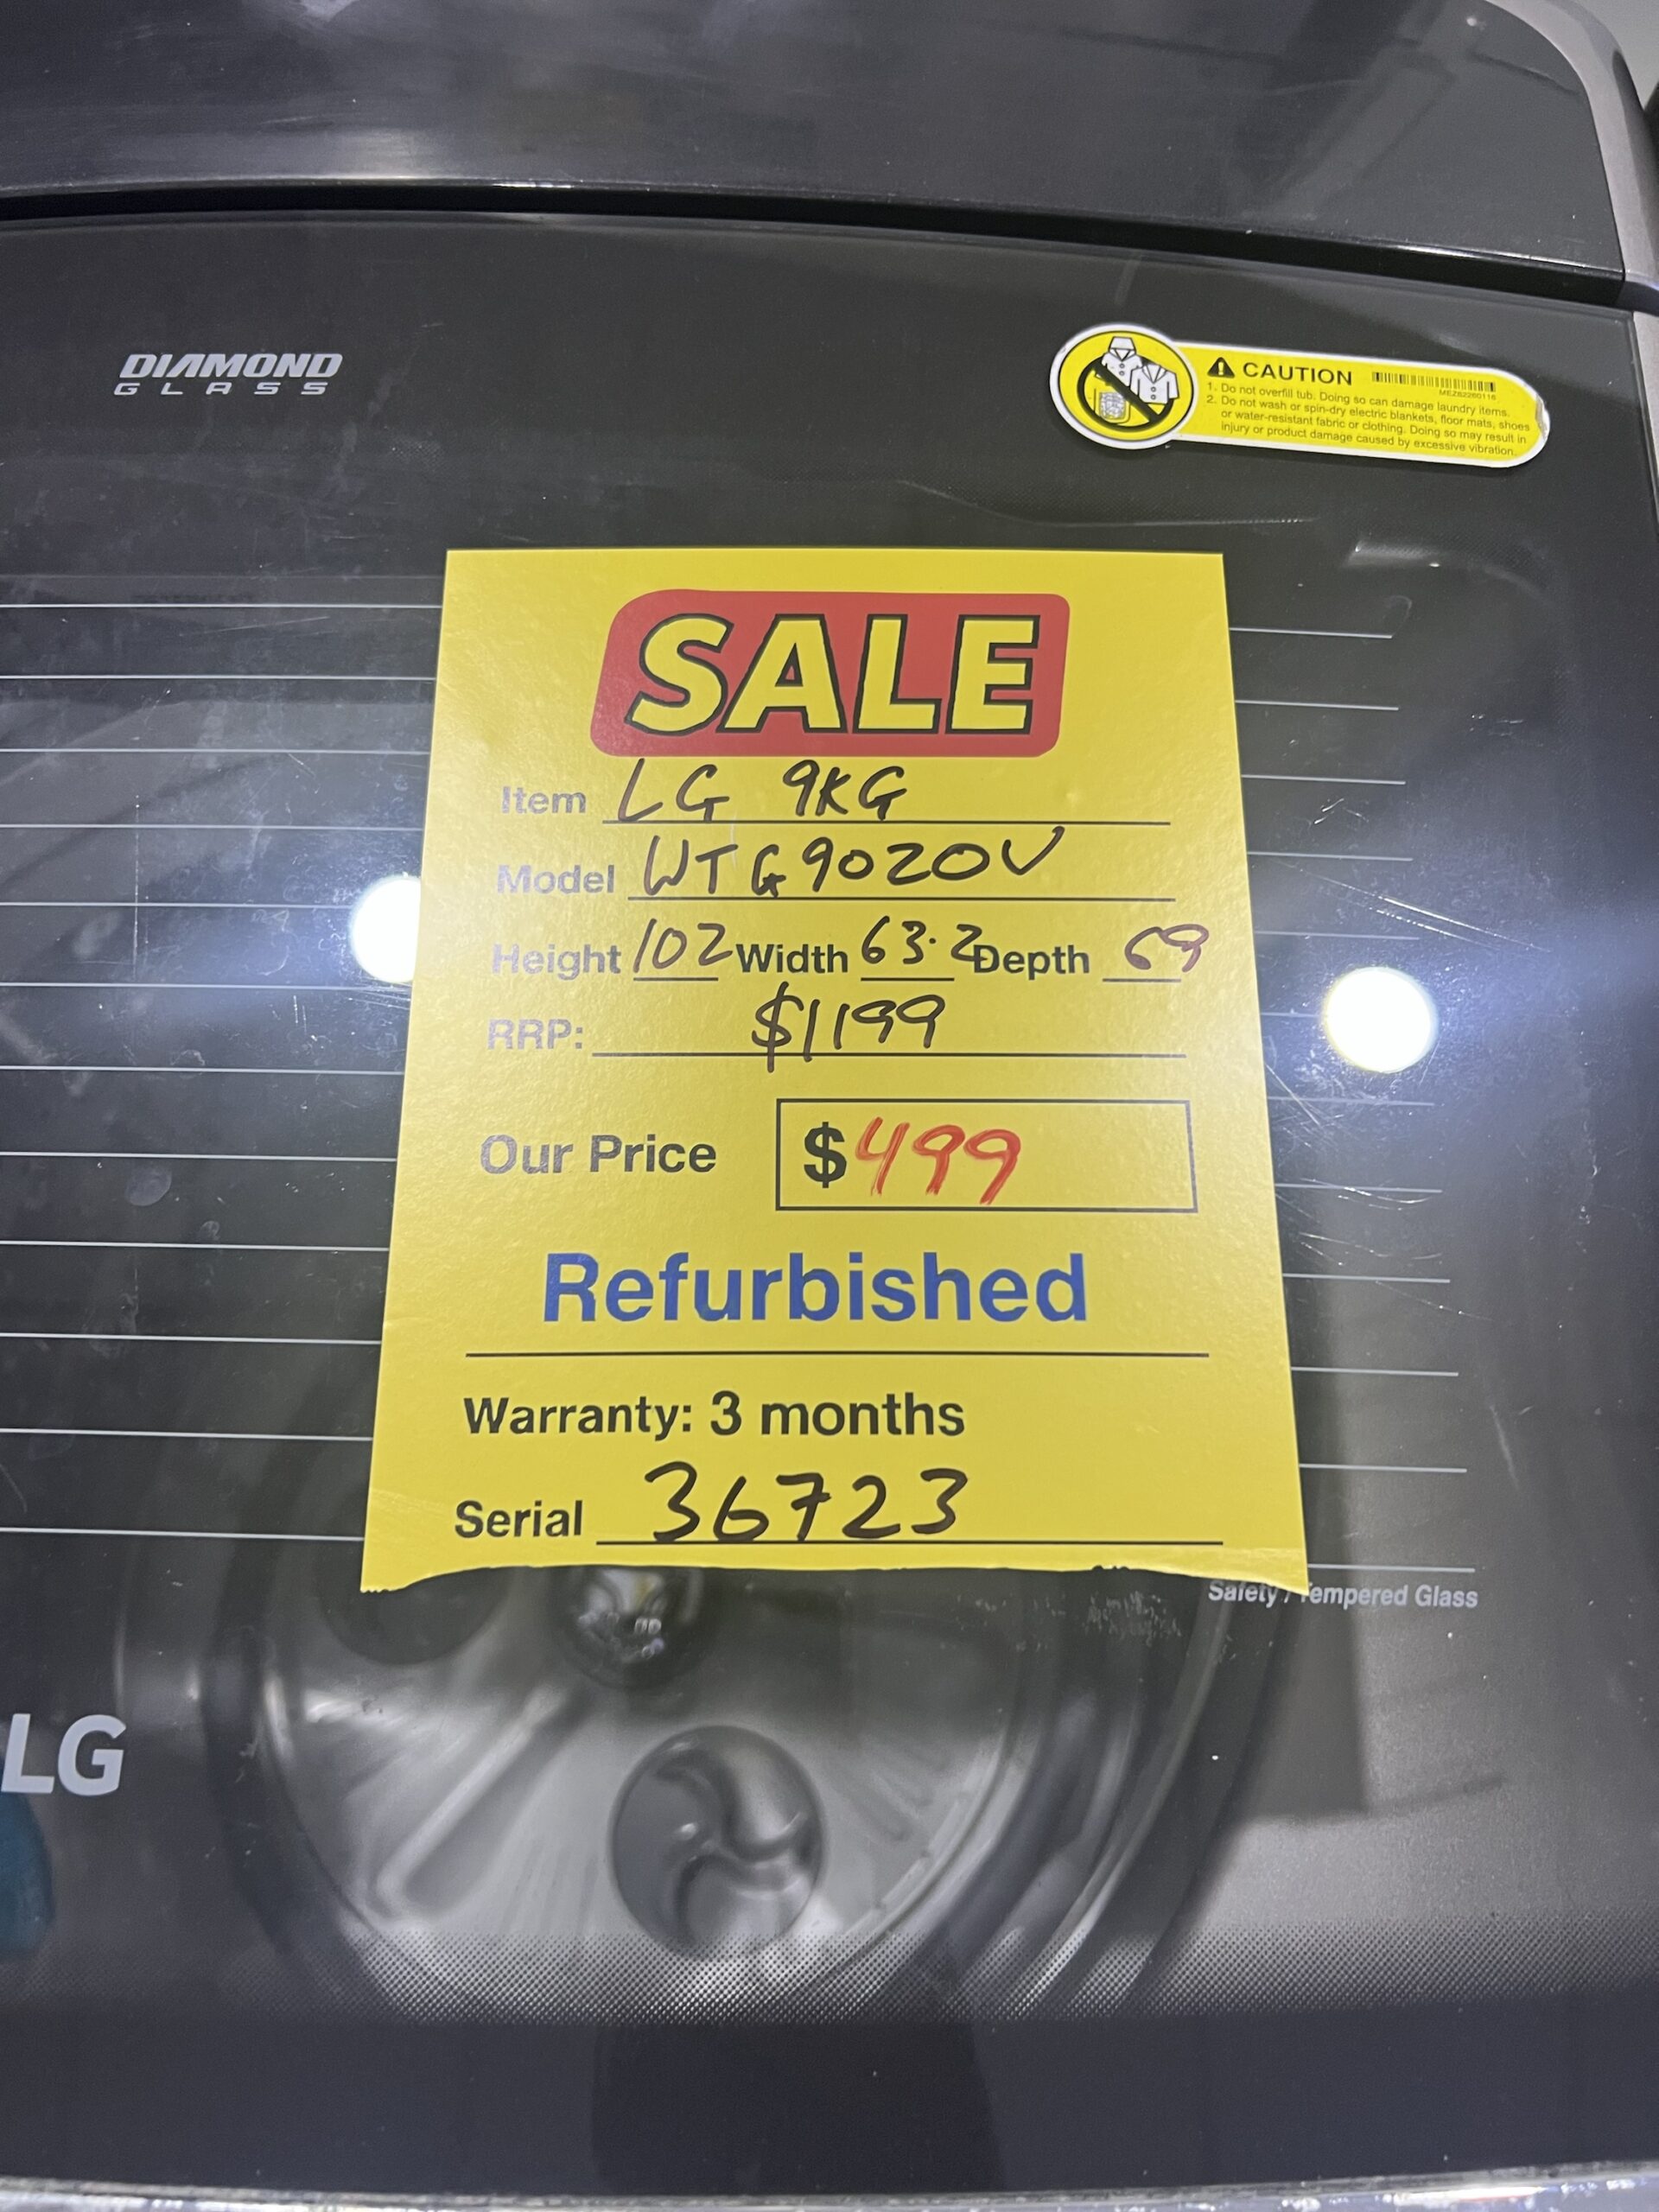 DIAMOND
GLASS
CAUTION
MEZ62260116
1. Do not overfill tub. Doing so can damage laundry items.
2. Do not wash or spin-dry electric blankets, floor mats, shoes
or water-resistant fabric or clothing. Doing so may result in
injury or product damage caused by excessive vibration.
SALE
Item LG 9KG
Model WTG9020V
Height 102 Width 63.2 Depth 69
RRP: $1199
Our Price $499
Refurbished
Warranty: 3 months
Serial 36723
Safety / Tempered Glass
LG